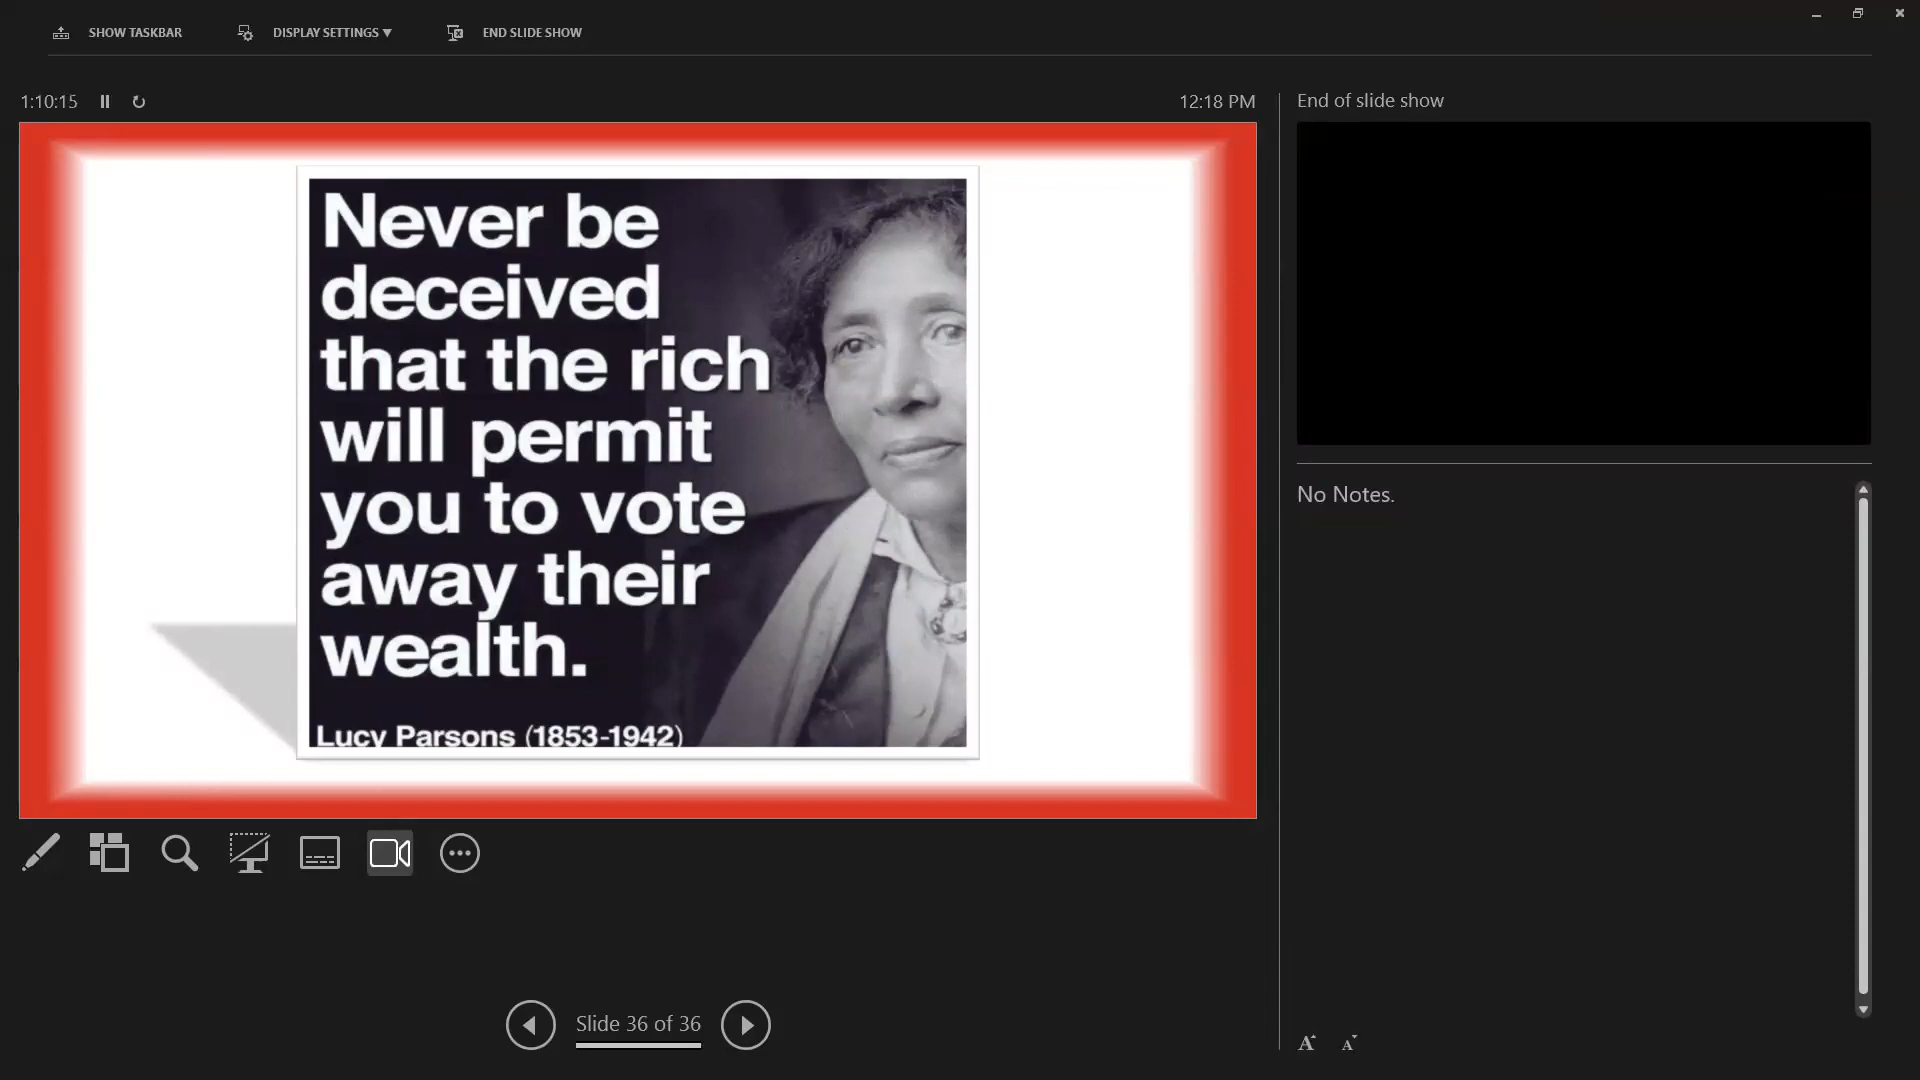 SHOW TASKBAR
DISPLAY SETTINGS ▼
END SLIDE SHOW
1:10:15
12:18 PM
End of slide show
Never be
deceived
that the rich
will permit
you to vote
away their
wealth.
Lucy Parsons (1853-1942)
No Notes.
Slide 36 of 36
A A